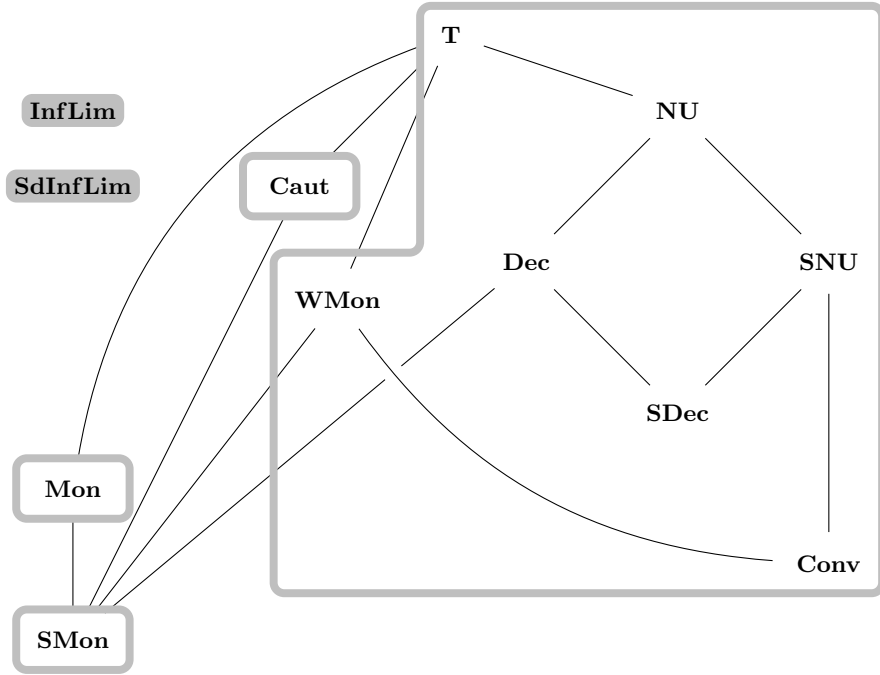 T
NU
InfLim
Caut
SdInfLim
Dec
SNU
WMon
SDec
Mon
Conv
SMon